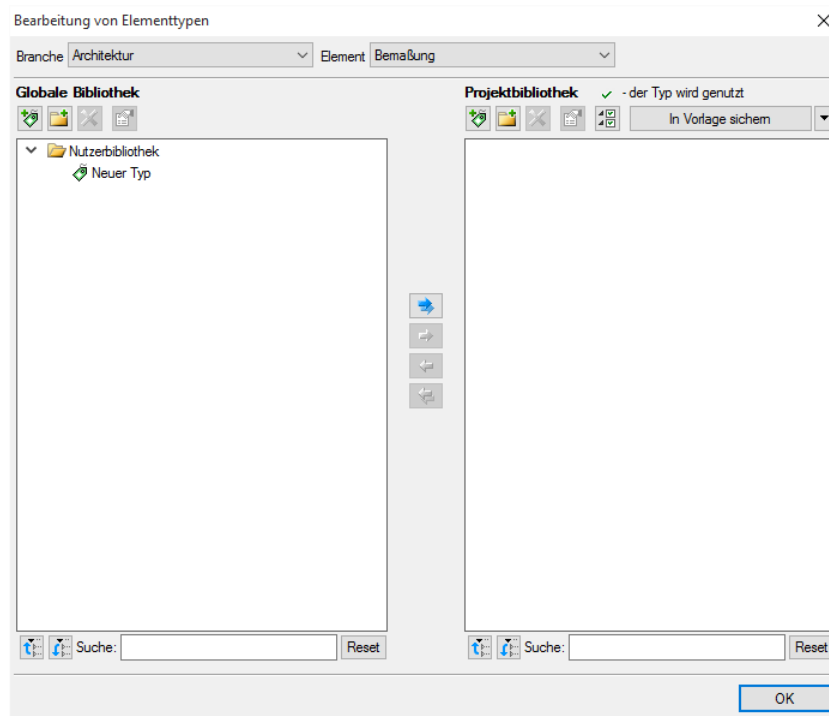 Bearbeitung von Elementtypen
Branche Architektur Element Bemaßung
Globale Bibliothek
Projektbibliothek - der Typ wird genutzt
In Vorlage sichern
Nutzerbibliothek
Neuer Typ
Suche: Reset
Suche: Reset
OK